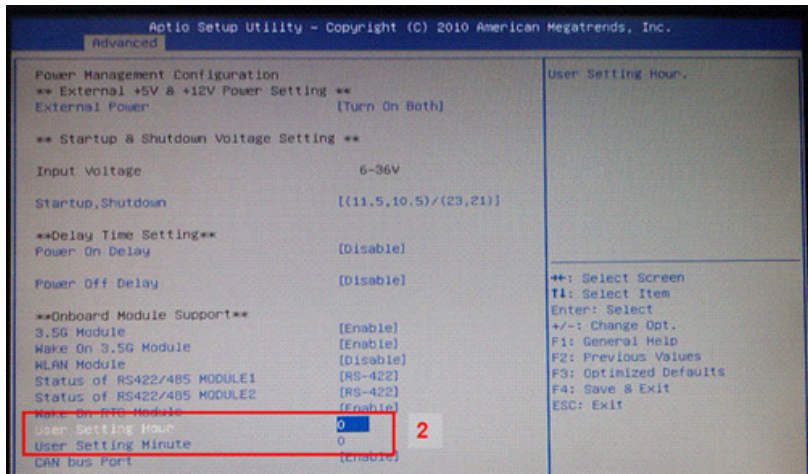 Aptio Setup Utility - Copyright (C) 2010 American Megatrends, Inc.
Advanced
Power Management Configuration
** External +5V & +12V Power Setting **
External Power [Turn On Both]
** Startup & Shutdown Voltage Setting **
Input Voltage 6-36V
Startup,Shutdown [(11.5,10.5)/(23,21)]
**Delay Time Setting**
Power On Delay [Disable]
Power Off Delay [Disable]
**Onboard Module Support**
3.5G Module [Enable]
Wake On 3.5G Module [Enable]
WLAN Module [Disable]
Status of RS422/485 MODULE1 [RS-422]
Status of RS422/485 MODULE2 [RS-422]
Wake On RTC Module [Enable]
User Setting Hour 0
User Setting Minute 0
CAN bus Port [Enable]
2
User Setting Hour.
→←: Select Screen
↑↓: Select Item
Enter: Select
+/-: Change Opt.
F1: General Help
F2: Previous Values
F3: Optimized Defaults
F4: Save & Exit
ESC: Exit